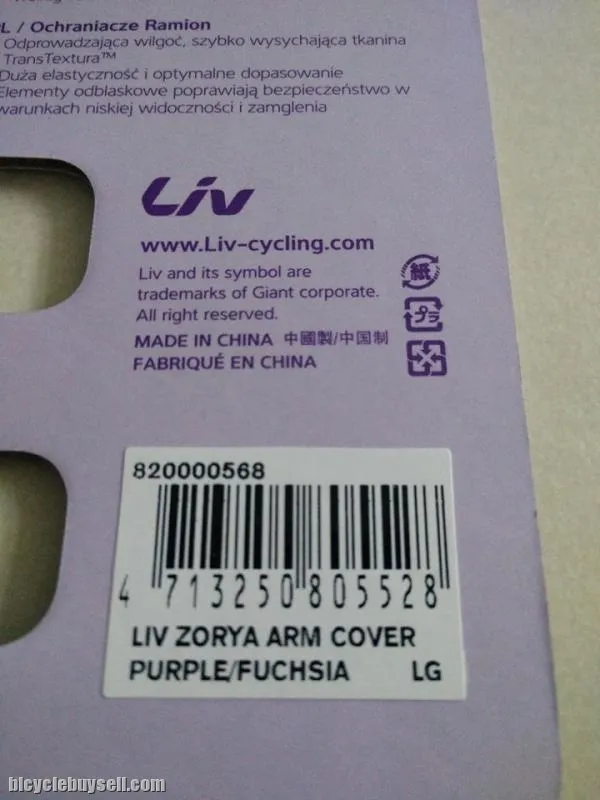 PL / Ochraniacze Ramion
Odprowadzająca wilgoć, szybko wysychająca tkanina
TransTextura™
Duża elastyczność i optymalne dopasowanie
Elementy odblaskowe poprawiają bezpieczeństwo w
warunkach niskiej widoczności i zamglenia
Liv
www.Liv-cycling.com
Liv and its symbol are
trademarks of Giant corporate.
All right reserved.
MADE IN CHINA 中國製/中国制
FABRIQUÉ EN CHINA
紙
プラ
820000568
4 713250 805528
LIV ZORYA ARM COVER
PURPLE/FUCHSIA LG
bicyclebuysell.com